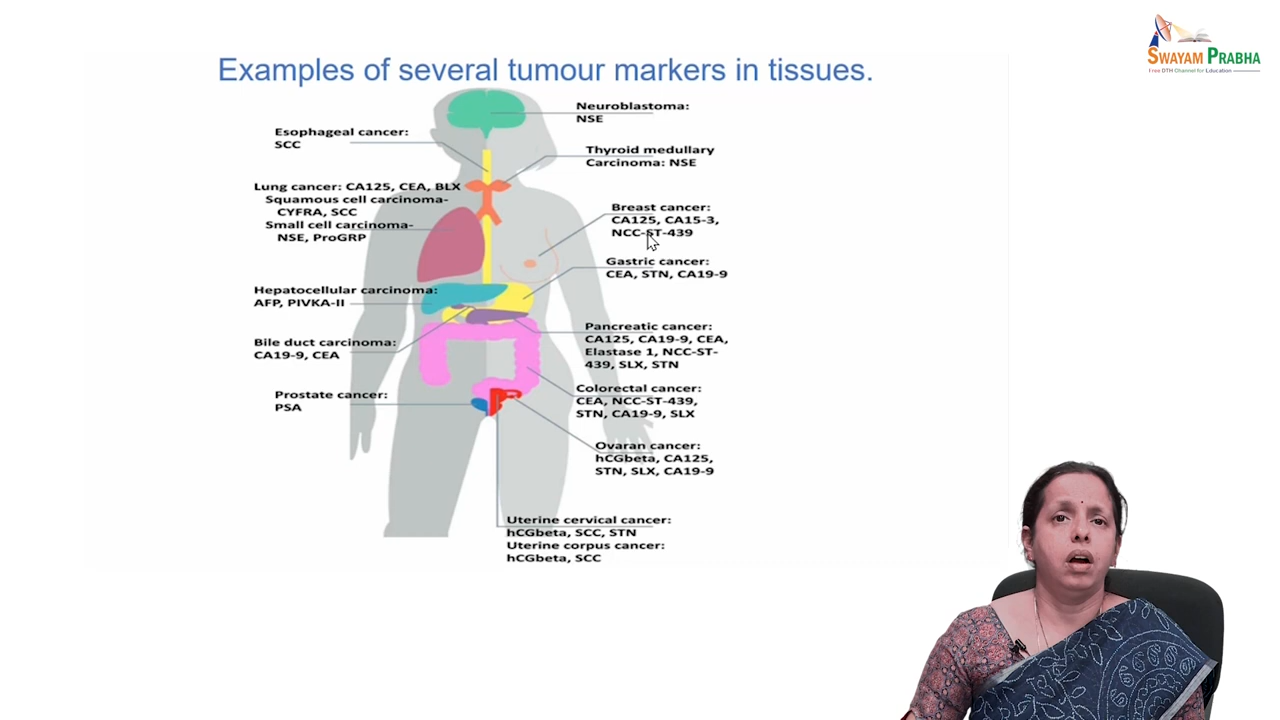 SWAYAM PRABHA
Free DTH Channel for Education
Examples of several tumour markers in tissues.
Neuroblastoma:
NSE
Esophageal cancer:
SCC
Thyroid medullary
Carcinoma: NSE
Lung cancer: CA125, CEA, BLX
Squamous cell carcinoma-
CYFRA, SCC
Small cell carcinoma-
NSE, ProGRP
Breast cancer:
CA125, CA15-3,
NCC-ST-439
Gastric cancer:
CEA, STN, CA19-9
Hepatocellular carcinoma:
AFP, PIVKA-II
Bile duct carcinoma:
CA19-9, CEA
Pancreatic cancer:
CA125, CA19-9, CEA,
Elastase 1, NCC-ST-
439, SLX, STN
Prostate cancer:
PSA
Colorectal cancer:
CEA, NCC-ST-439,
STN, CA19-9, SLX
Ovaran cancer:
hCGbeta, CA125,
STN, SLX, CA19-9
Uterine cervical cancer:
hCGbeta, SCC, STN
Uterine corpus cancer:
hCGbeta, SCC